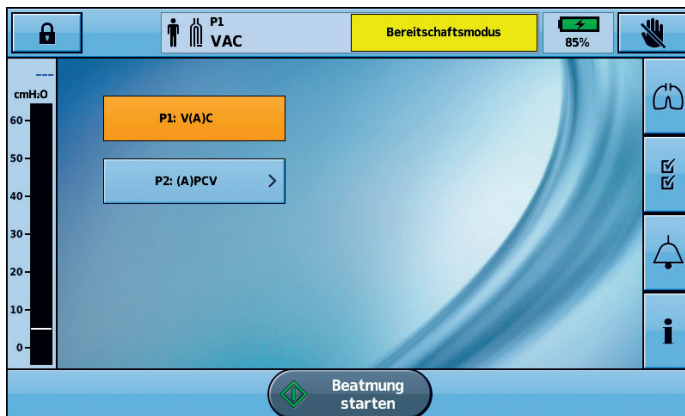 P1
VAC
Bereitschaftsmodus
85%
---
cmH₂O
60
50
40
30
20
10
0
P1: V(A)C
P2: (A)PCV
Beatmung
starten
i